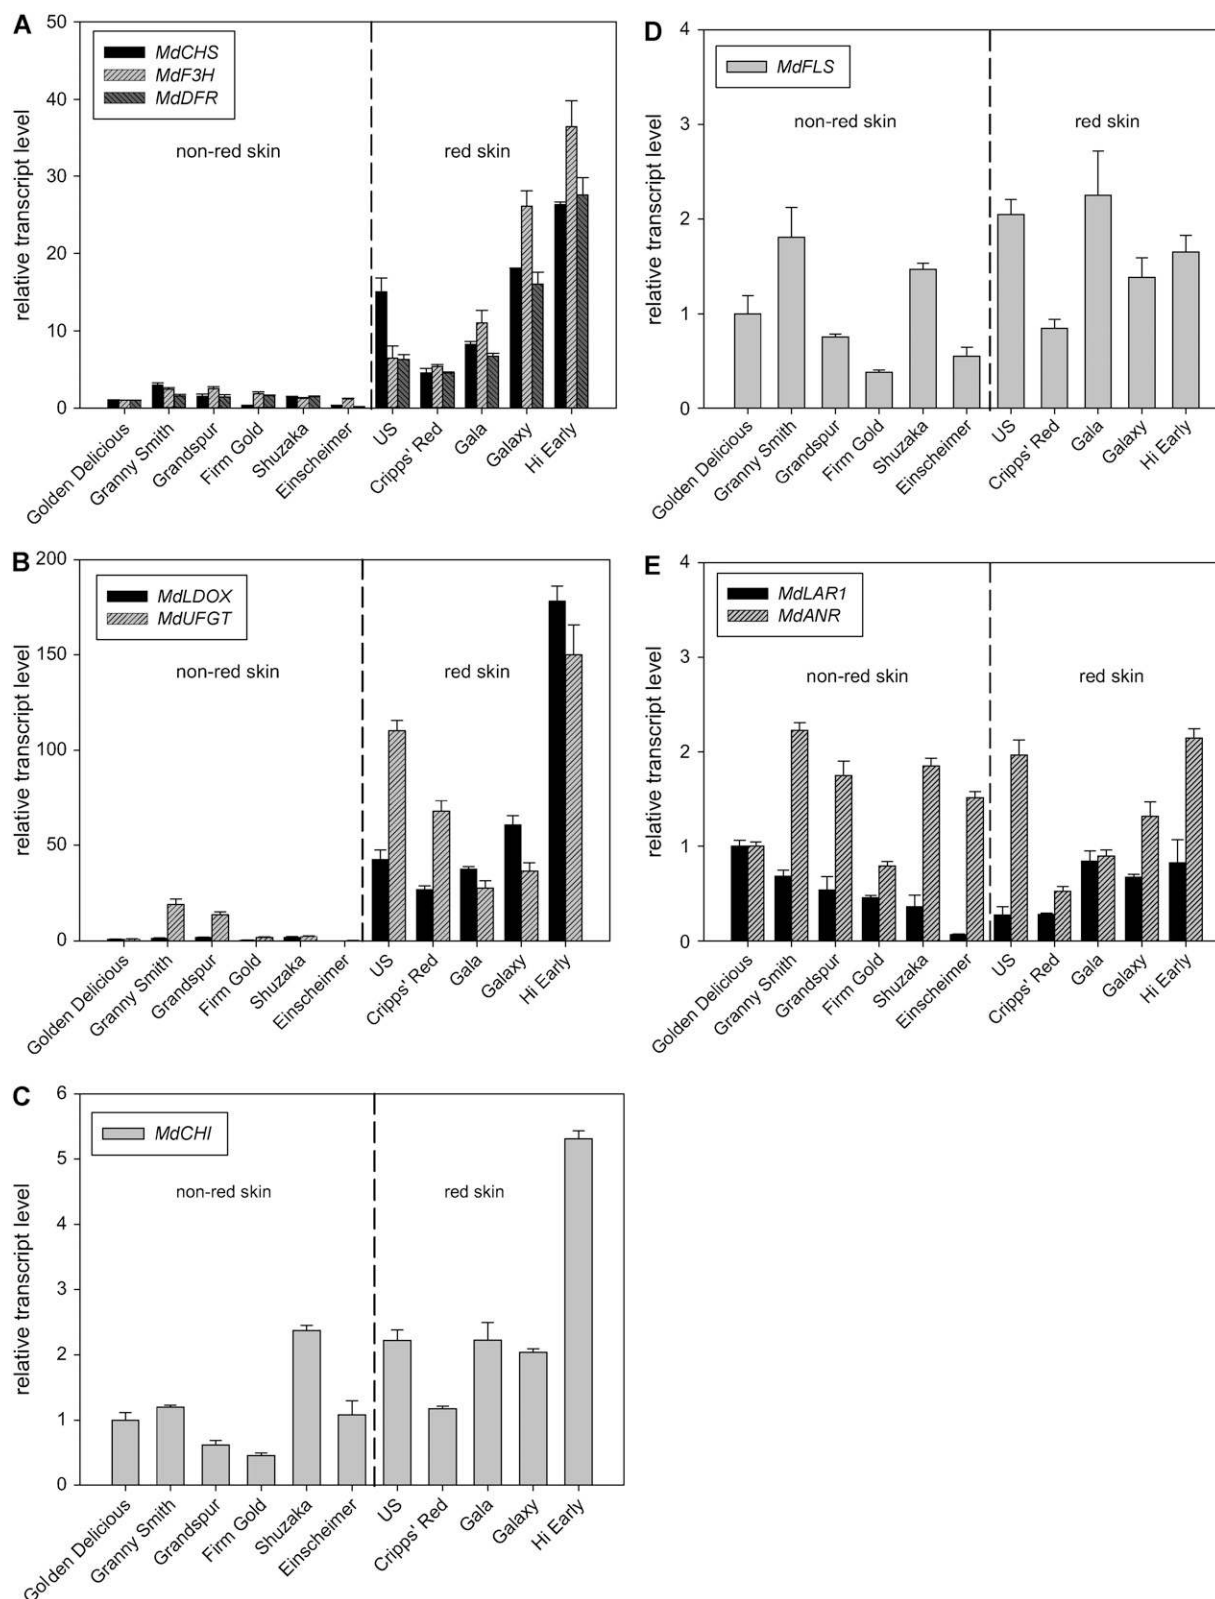 A
50
40
30
20
10
0
relative transcript level
MdCHS
MdF3H
MdDFR
non-red skin
red skin
Golden Delicious
Granny Smith
Grandspur
Firm Gold
Shuzaka
Einscheimer
US
Cripps' Red
Gala
Galaxy
Hi Early
D
4
3
2
1
0
relative transcript level
MdFLS
non-red skin
red skin
Golden Delicious
Granny Smith
Grandspur
Firm Gold
Shuzaka
Einscheimer
US
Cripps' Red
Gala
Galaxy
Hi Early
B
200
150
100
50
0
relative transcript level
MdLDOX
MdUFGT
non-red skin
red skin
Golden Delicious
Granny Smith
Grandspur
Firm Gold
Shuzaka
Einscheimer
US
Cripps' Red
Gala
Galaxy
Hi Early
E
4
3
2
1
0
relative transcript level
MdLAR1
MdANR
non-red skin
red skin
Golden Delicious
Granny Smith
Grandspur
Firm Gold
Shuzaka
Einscheimer
US
Cripps' Red
Gala
Galaxy
Hi Early
C
6
5
4
3
2
1
0
relative transcript level
MdCHI
non-red skin
red skin
Golden Delicious
Granny Smith
Grandspur
Firm Gold
Shuzaka
Einscheimer
US
Cripps' Red
Gala
Galaxy
Hi Early